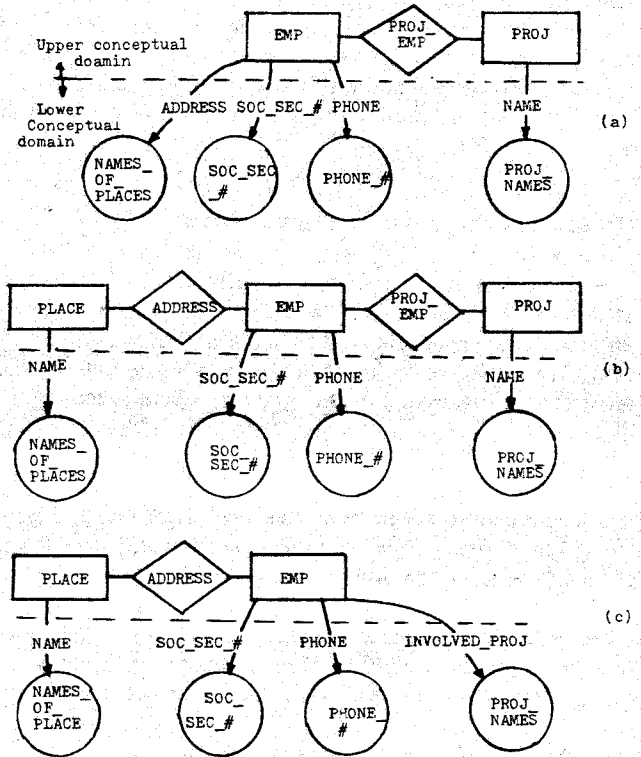 EMP
PROJ_
EMP
PROJ
Upper conceptual
doamin
Lower
Conceptual
domain
ADDRESS SOC_SEC_# PHONE
NAME
(a)
NAMES_
OF_
PLACES
SOC_SEC
_#
PHONE_#
PROJ_
NAMES
PLACE
ADDRESS
EMP
PROJ_
EMP
PROJ
NAME
SOC_SEC_#
PHONE
NAME
(b)
NAMES_
OF_
PLACES
SOC_
SEC_#
PHONE_#
PROJ_
NAMES
PLACE
ADDRESS
EMP
(c)
NAME
SOC_SEC_#
PHONE
INVOLVED_PROJ
NAMES_
OF_
PLACE
SOC_
SEC_#
PHONE_
#
PROJ_
NAMES